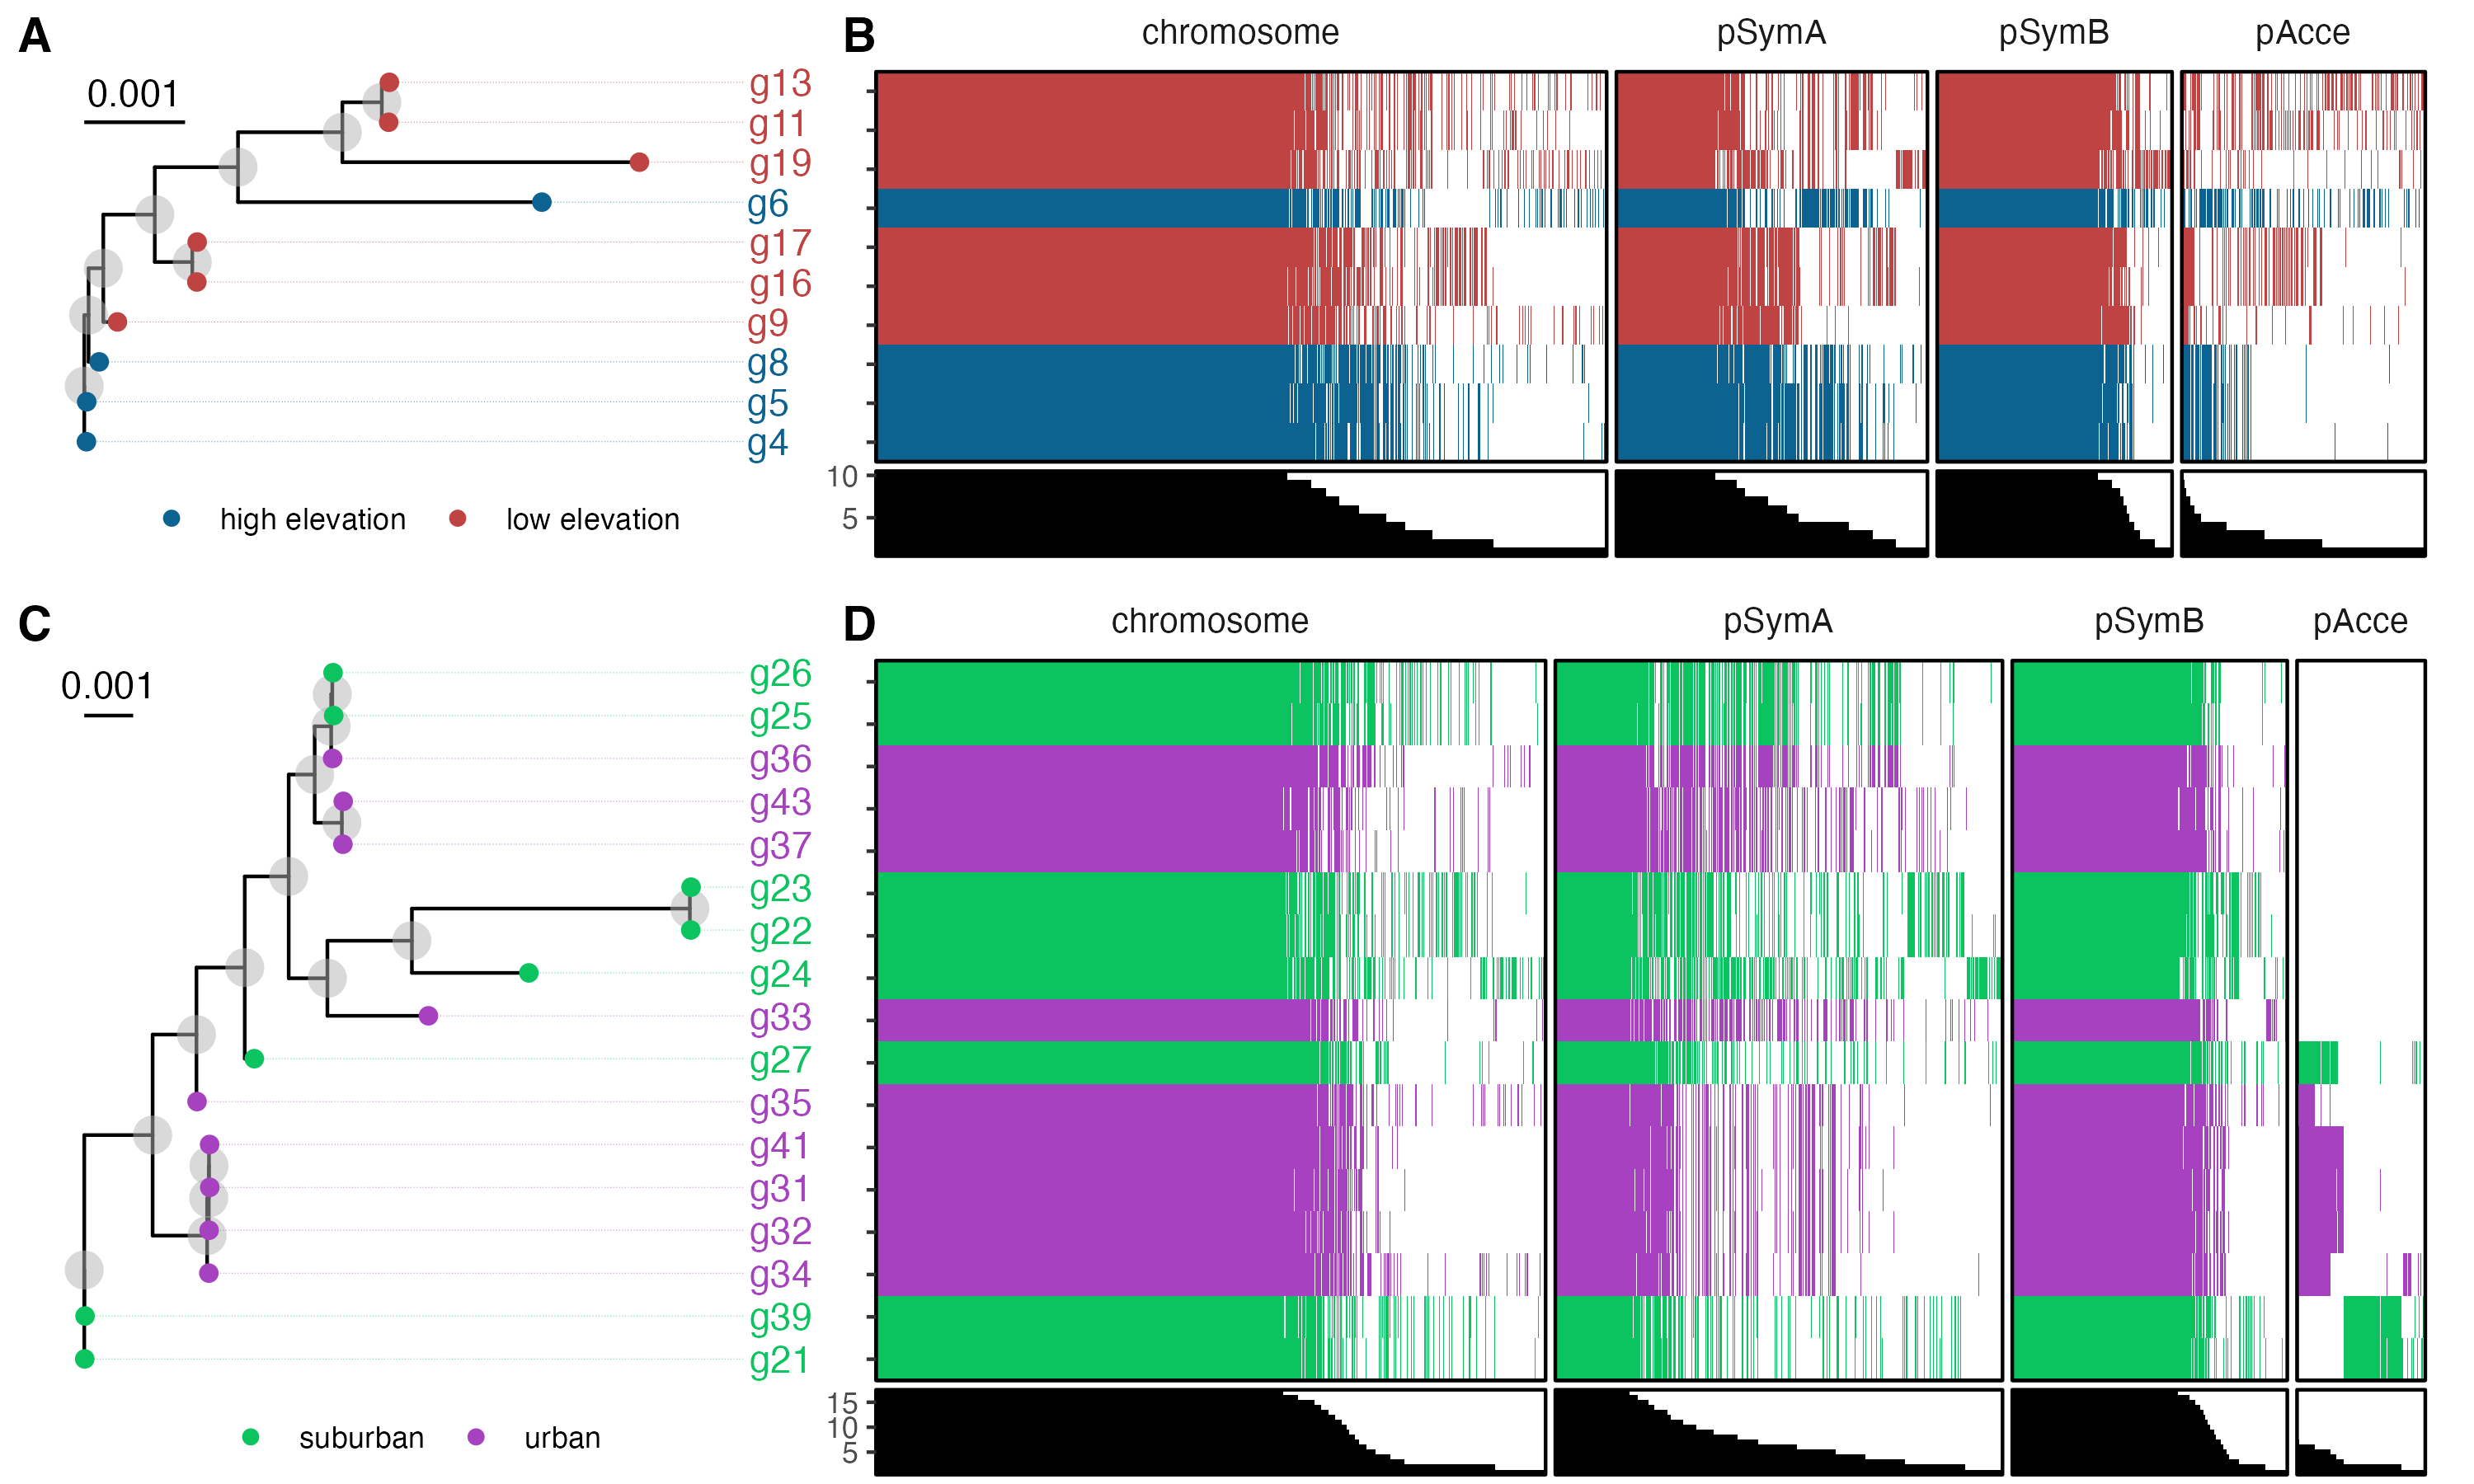 A
0.001
g13
g11
g19
g6
g17
g16
g9
g8
g5
g4
high elevation low elevation
B
chromosome pSymA pSymB pAcce
10
5
C
0.001
g26
g25
g36
g43
g37
g23
g22
g24
g33
g27
g35
g41
g31
g32
g34
g39
g21
suburban urban
D
chromosome pSymA pSymB pAcce
15
10
5